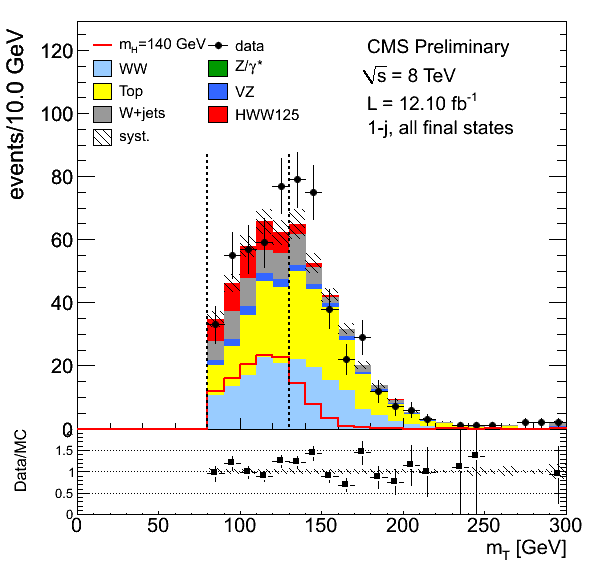 events/10.0 GeV
120
100
80
60
40
20
0
m_H=140 GeV
data
WW
Z/γ*
Top
VZ
W+jets
HWW125
syst.
CMS Preliminary
√s = 8 TeV
L = 12.10 fb⁻¹
1-j, all final states
Data/MC
1.5
1
0.5
0
0 50 100 150 200 250 300
m_T [GeV]